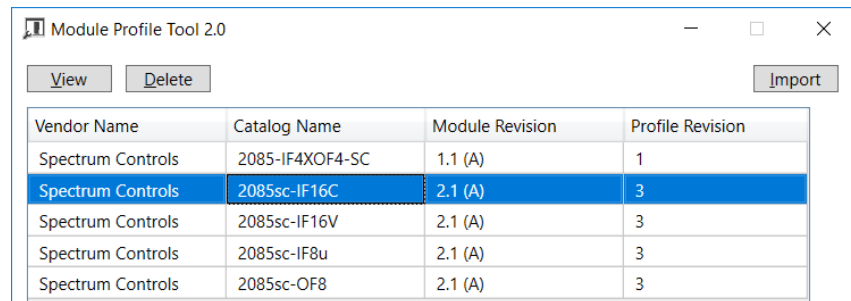 Module Profile Tool 2.0
View Delete Import
Vendor Name Catalog Name Module Revision Profile Revision
Spectrum Controls 2085-IF4XOF4-SC 1.1 (A) 1
Spectrum Controls 2085sc-IF16C 2.1 (A) 3
Spectrum Controls 2085sc-IF16V 2.1 (A) 3
Spectrum Controls 2085sc-IF8u 2.1 (A) 3
Spectrum Controls 2085sc-OF8 2.1 (A) 3